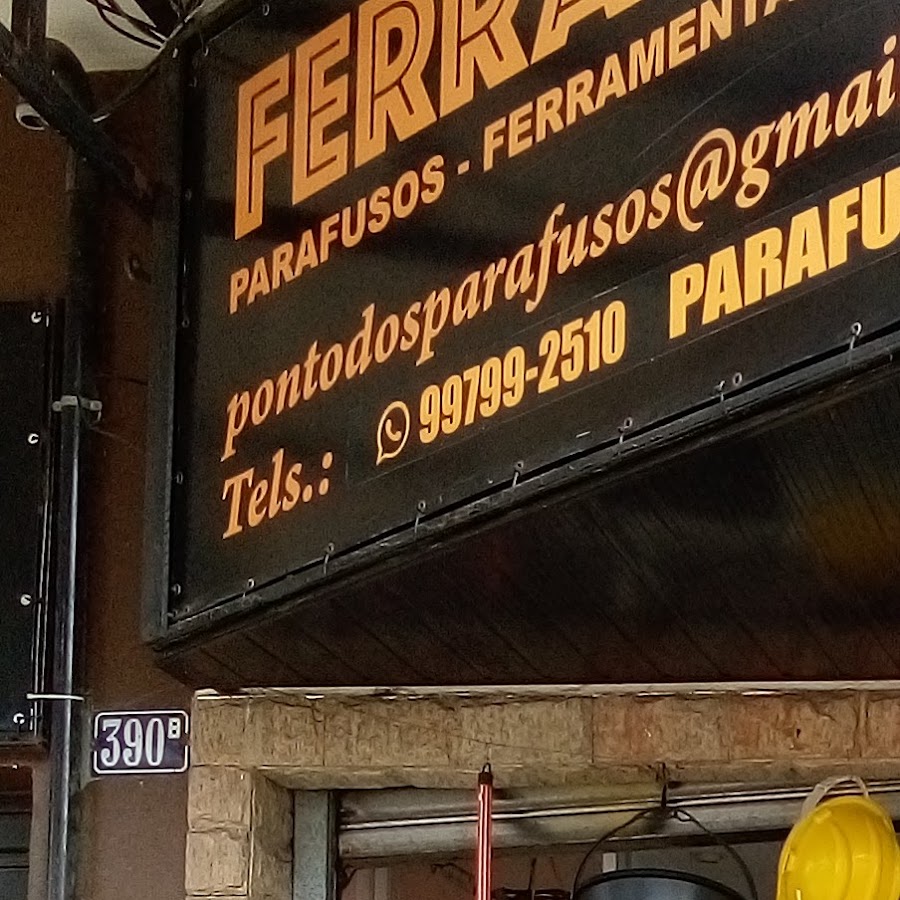 FERRA
PARAFUSOS - FERRAMENTA
pontodosparafusos@gmai
Tels.: 99799-2510 PARAFU
390B